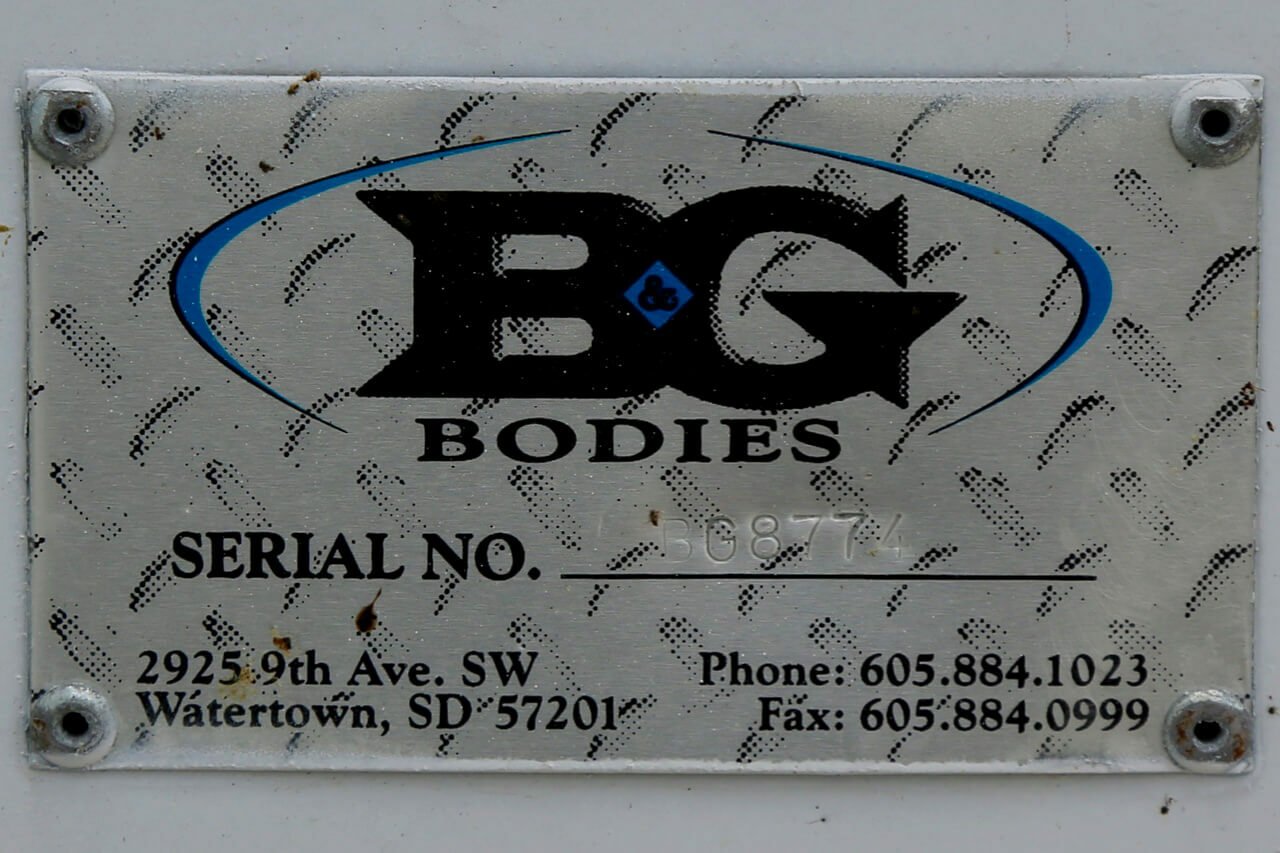 B&G
BODIES
SERIAL NO. BG8774
2925 9th Ave. SW
Watertown, SD 57201
Phone: 605.884.1023
Fax: 605.884.0999